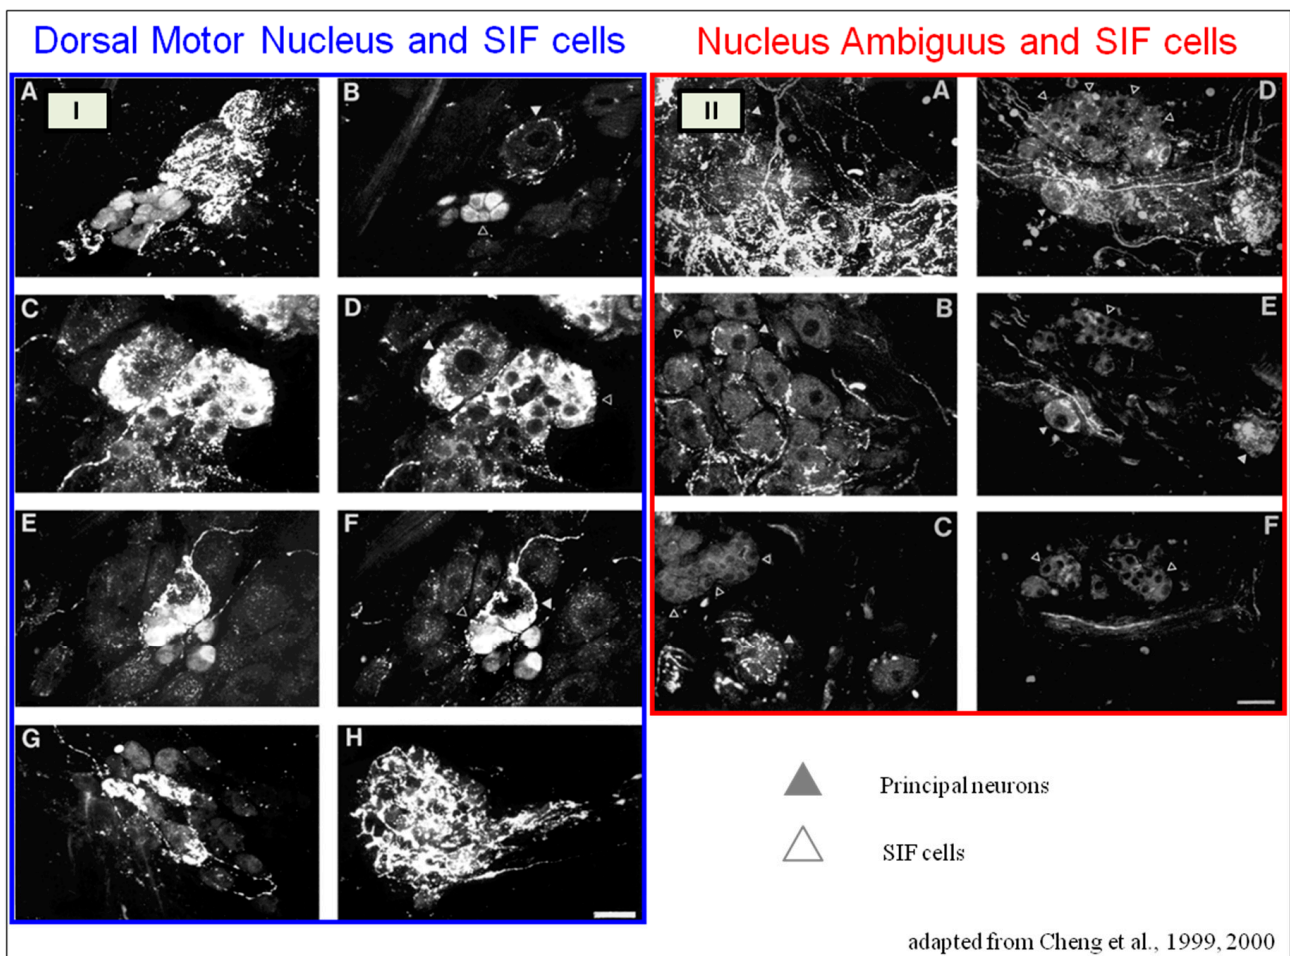 Dorsal Motor Nucleus and SIF cells
Nucleus Ambiguus and SIF cells
A
I
B
C
D
E
F
G
H
II
A
D
B
E
C
F
Principal neurons
SIF cells
adapted from Cheng et al., 1999, 2000